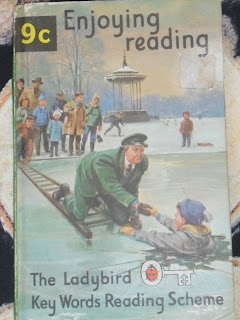 9c
Enjoying
reading
The Ladybird
Key Words Reading Scheme